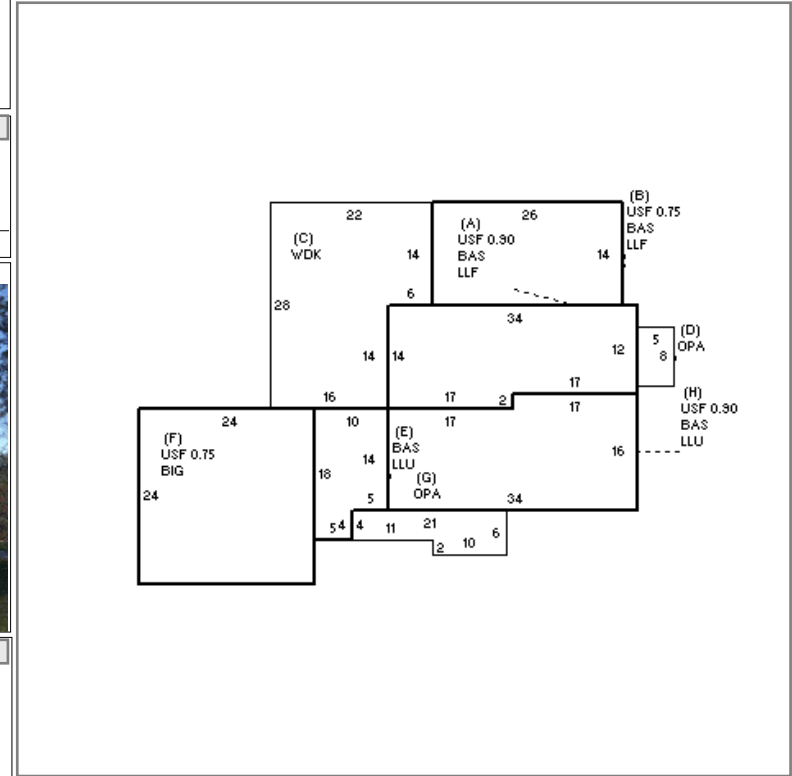 (B)
USF 0.75
BAS
LLF
22
26
(A)
USF 0.90
BAS
LLF
(C)
WDK
14
14
6
28
34
(D)
OPA
5
8
12
14
14
17
16
17
2
17
(H)
USF 0.90
BAS
LLU
24
10
17
(F)
USF 0.75
BIG
(E)
BAS
LLU
14
16
18
(G)
OPA
24
5
34
5
4
4
11
21
6
2
10